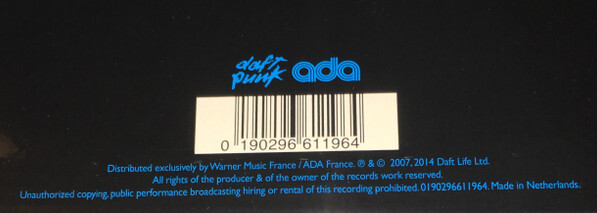 daft punk ada
0 190296 611964
Distributed exclusively by Warner Music France / ADA France. ℗ & © 2007, 2014 Daft Life Ltd.
All rights of the producer & of the owner of the records work reserved.
Unauthorized copying, public performance broadcasting hiring or rental of this recording prohibited. 0190296611964. Made in Netherlands.